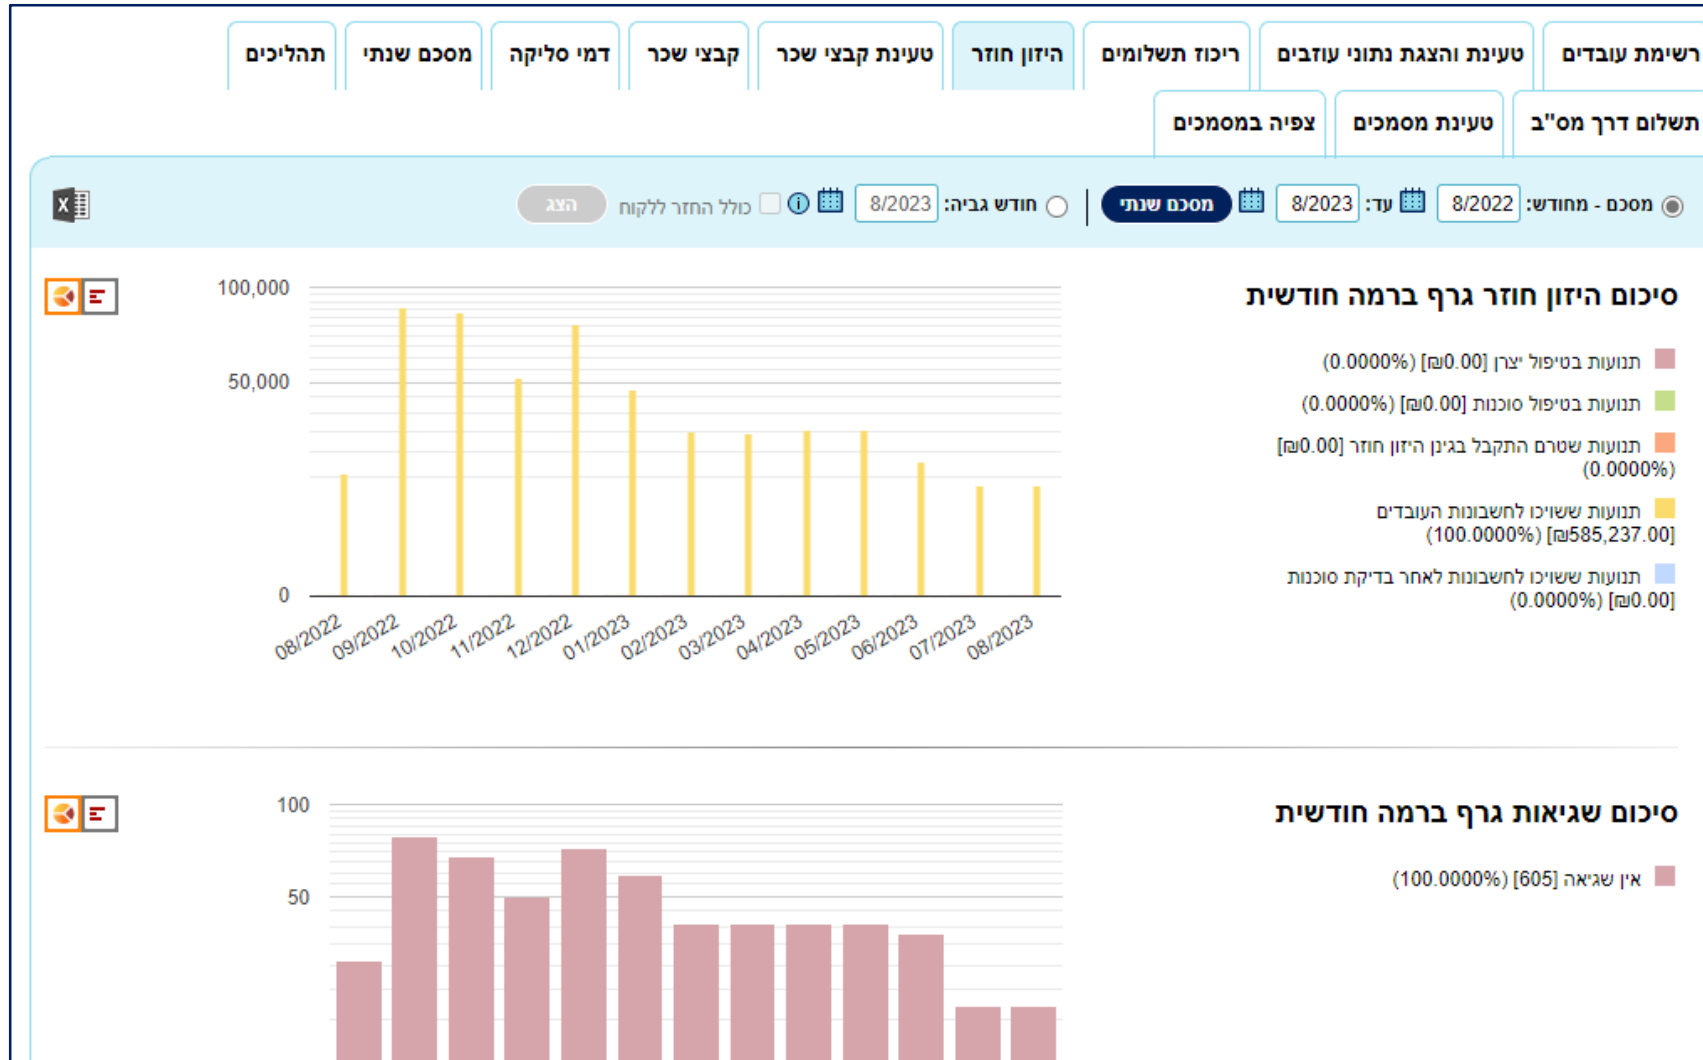 רשימת עובדים
טעינת והצגת נתוני עוזבים
ריכוז תשלומים
היזון חוזר
טעינת קבצי שכר
קבצי שכר
דמי סליקה
מסכם שנתי
תהליכים
תשלום דרך מס"ב
טעינת מסמכים
צפיה במסמכים
מסכם - מחודש: 8/2022 עד: 8/2023 מסכם שנתי | חודש גביה: 8/2023 כולל החזר ללקוח הצג
סיכום היזון חוזר גרף ברמה חודשית
תנועות בטיפול יצרן [₪0.00] (0.0000%)
תנועות בטיפול סוכנות [₪0.00] (0.0000%)
תנועות שטרם התקבל בגינן היזון חוזר [₪0.00]
(0.0000%)
תנועות ששויכו לחשבונות העובדים
[₪585,237.00] (100.0000%)
תנועות ששויכו לחשבונות לאחר בדיקת סוכנות
[₪0.00] (0.0000%)
100,000
50,000
0
08/2022
09/2022
10/2022
11/2022
12/2022
01/2023
02/2023
03/2023
04/2023
05/2023
06/2023
07/2023
08/2023
סיכום שגיאות גרף ברמה חודשית
אין שגיאה [605] (100.0000%)
100
50